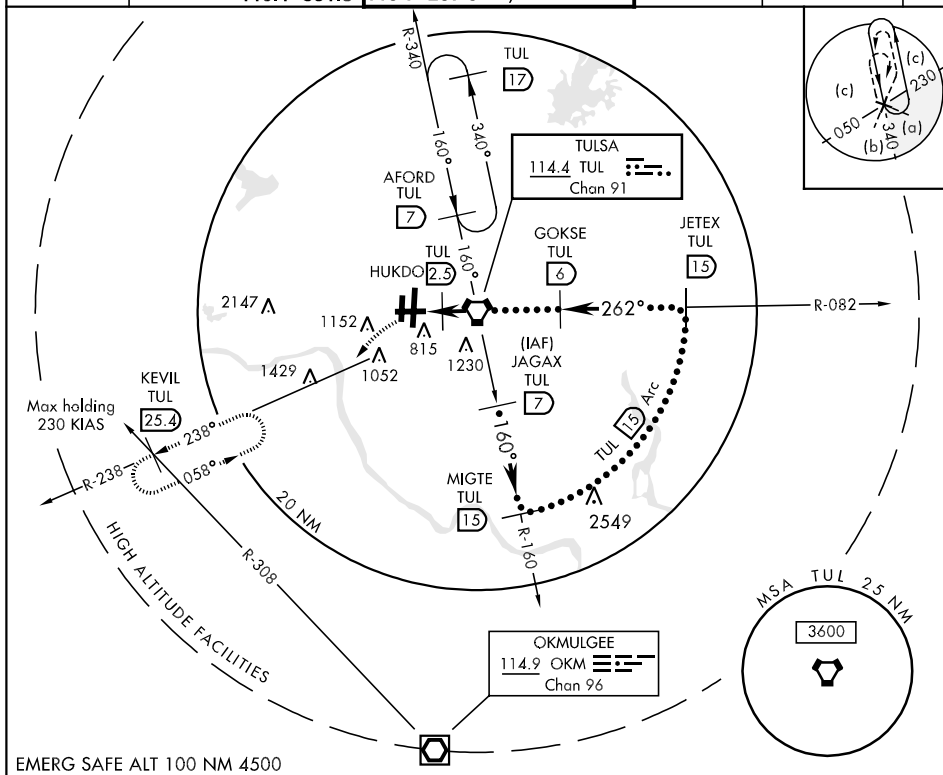 R-340
TUL
17
160°
340°
AFORD
TUL
7
160°
TULSA
114.4 TUL
Chan 91
HUKDO
TUL
2.5
GOKSE
TUL
6
JETEX
TUL
15
262°
R-082
2147
1152
815
1230
1052
1429
(IAF)
JAGAX
TUL
7
160°
KEVIL
TUL
25.4
Max holding
230 KIAS
238°
058°
R-238
TUL 15 Arc
MIGTE
TUL
15
2549
R-160
20 NM
R-308
HIGH ALTITUDE FACILITIES
OKMULGEE
114.9 OKM
Chan 96
MSA TUL 25 NM
3600
EMERG SAFE ALT 100 NM 4500
(c)
(c)
230
050
(a)
(b)
340